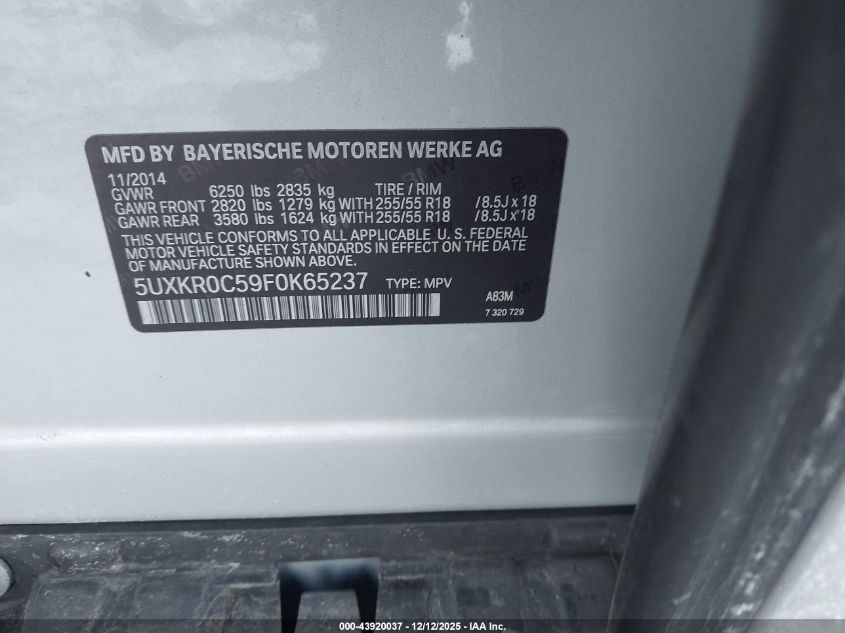 MFD BY BAYERISCHE MOTOREN WERKE AG
11/2014
GVWR 6250 lbs 2835 kg TIRE / RIM
GAWR FRONT 2820 lbs 1279 kg WITH 255/55 R18 /8.5J x 18
GAWR REAR 3580 lbs 1624 kg WITH 255/55 R18 /8.5J x 18
THIS VEHICLE CONFORMS TO ALL APPLICABLE U. S. FEDERAL
MOTOR VEHICLE SAFETY STANDARDS IN EFFECT ON THE DATE
OF MANUFACTURE SHOWN ABOVE.
5UXKR0C59F0K65237 TYPE: MPV
A83M
7 320 729
000-43920037 - 12/12/2025 - IAA Inc.